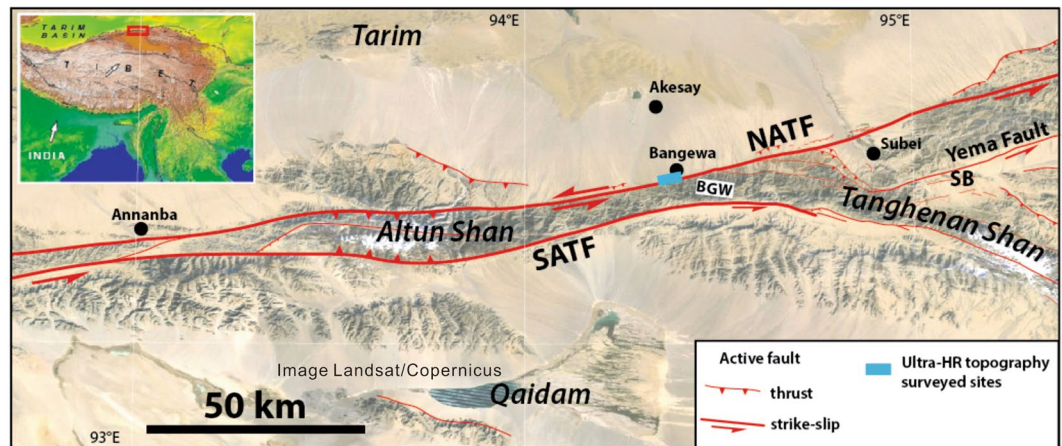 TARIM
BASIN
T I B E T
INDIA
94°E
95°E
Tarim
Akesay
NATF
Subei
Yema Fault
Bangewa
BGW
SB
Annanba
Altun Shan
Tanghenan Shan
SATF
Image Landsat/Copernicus
Qaidam
50 km
93°E
Active fault
thrust
strike-slip
Ultra-HR topography
surveyed sites